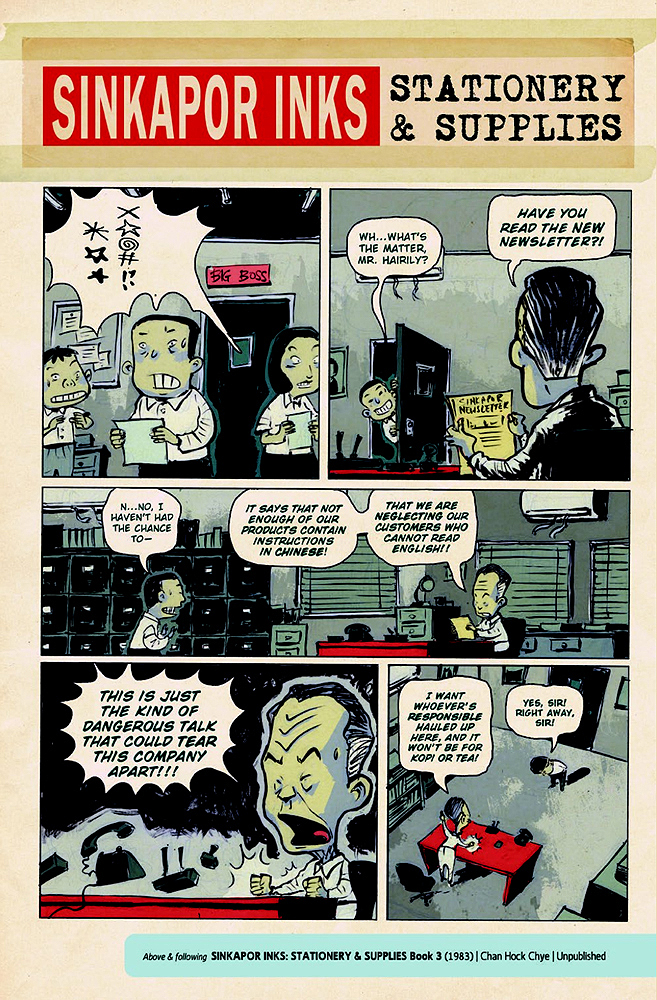 SINKAPOR INKS
STATIONERY
& SUPPLIES
*☆@#!?
BIG BOSS
WH...WHAT'S
THE MATTER,
MR. HAIRILY?
HAVE YOU
READ THE NEW
NEWSLETTER?!
SINKAPOR
NEWSLETTER
N...NO, I
HAVEN'T HAD
THE CHANCE
TO—
IT SAYS THAT NOT
ENOUGH OF OUR
PRODUCTS CONTAIN
INSTRUCTIONS
IN CHINESE!
THAT WE ARE
NEGLECTING OUR
CUSTOMERS WHO
CANNOT READ
ENGLISH!!
THIS IS JUST
THE KIND OF
DANGEROUS TALK
THAT COULD TEAR
THIS COMPANY
APART!!!
I WANT
WHOEVER'S
RESPONSIBLE
HAULED UP
HERE, AND IT
WON'T BE FOR
KOPI OR TEA!
YES, SIR!
RIGHT AWAY,
SIR!
Above & following SINKAPOR INKS: STATIONERY & SUPPLIES Book 3 (1983) | Chan Hock Chye | Unpublished